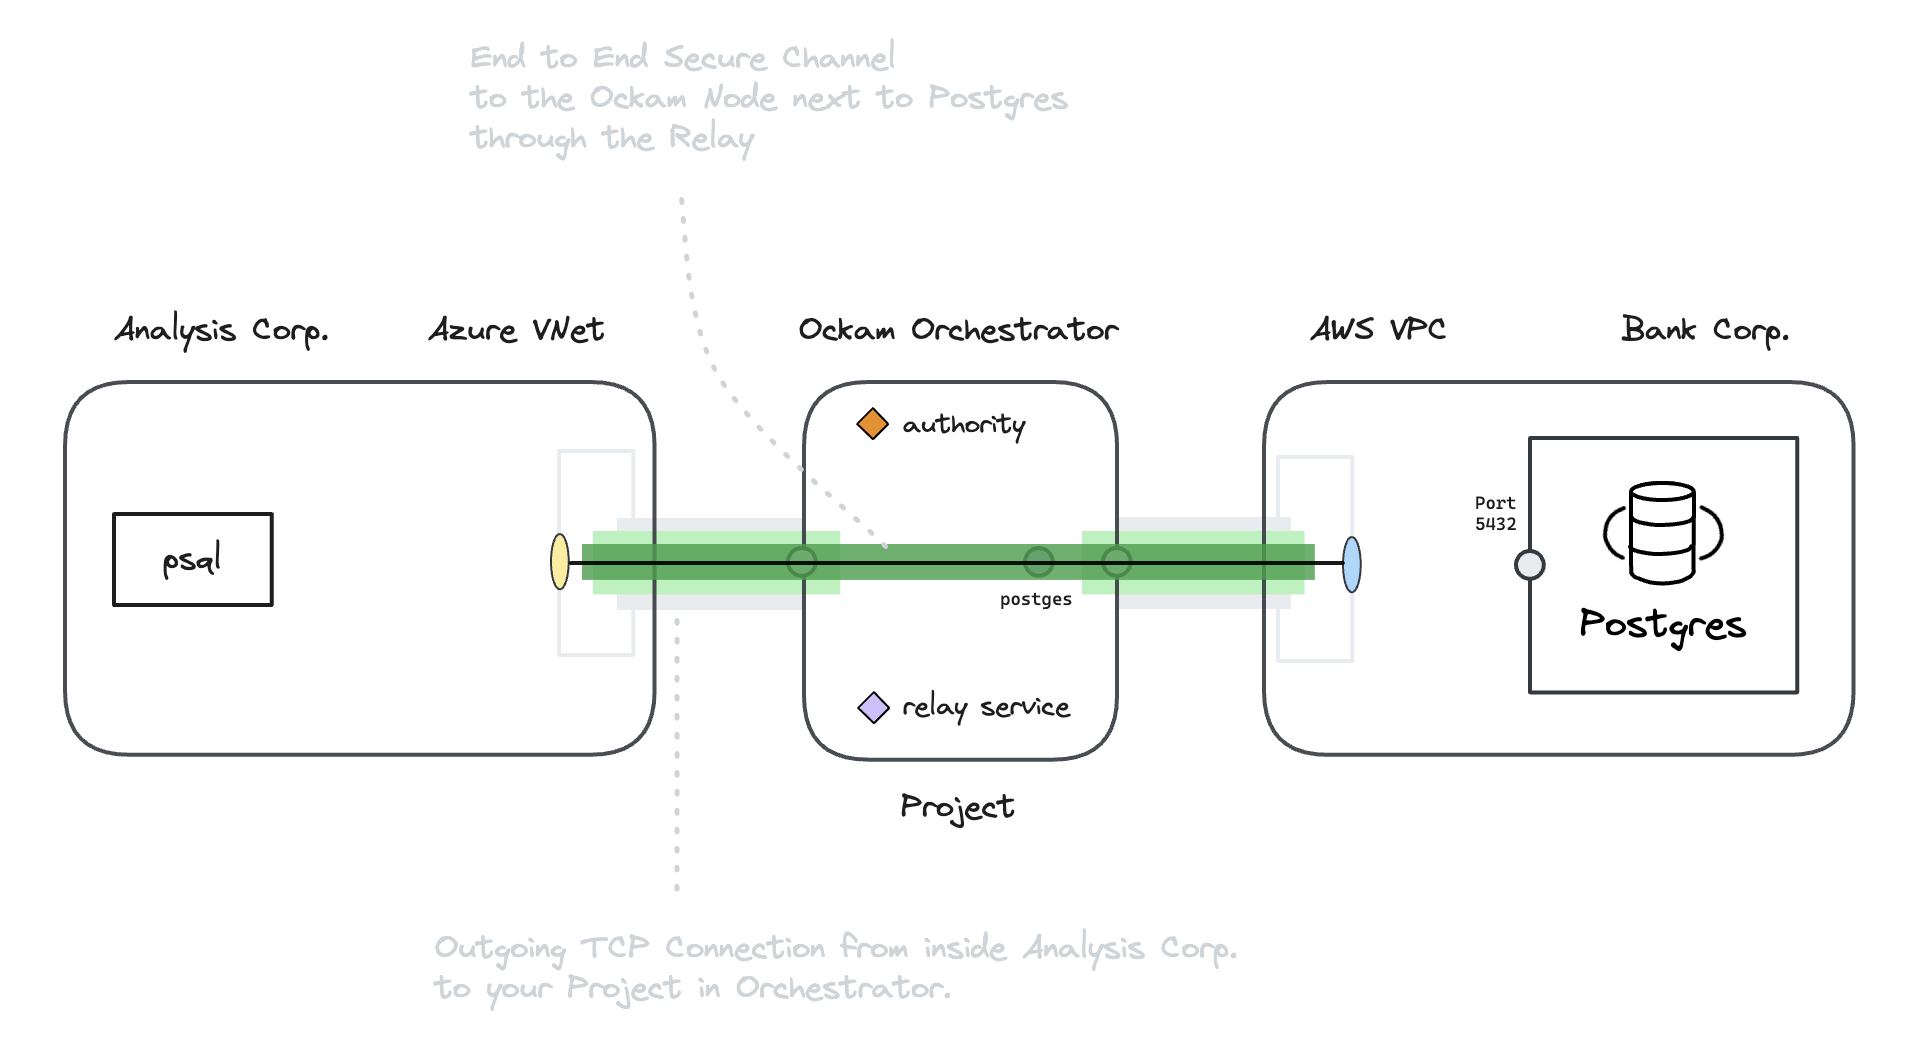 End to End Secure Channel
to the Ockam Node next to Postgres
through the Relay
Analysis Corp.
Azure VNet
Ockam Orchestrator
AWS VPC
Bank Corp.
authority
psql
Port
5432
postges
Postgres
relay service
Project
Outgoing TCP Connection from inside Analysis Corp.
to your Project in Orchestrator.